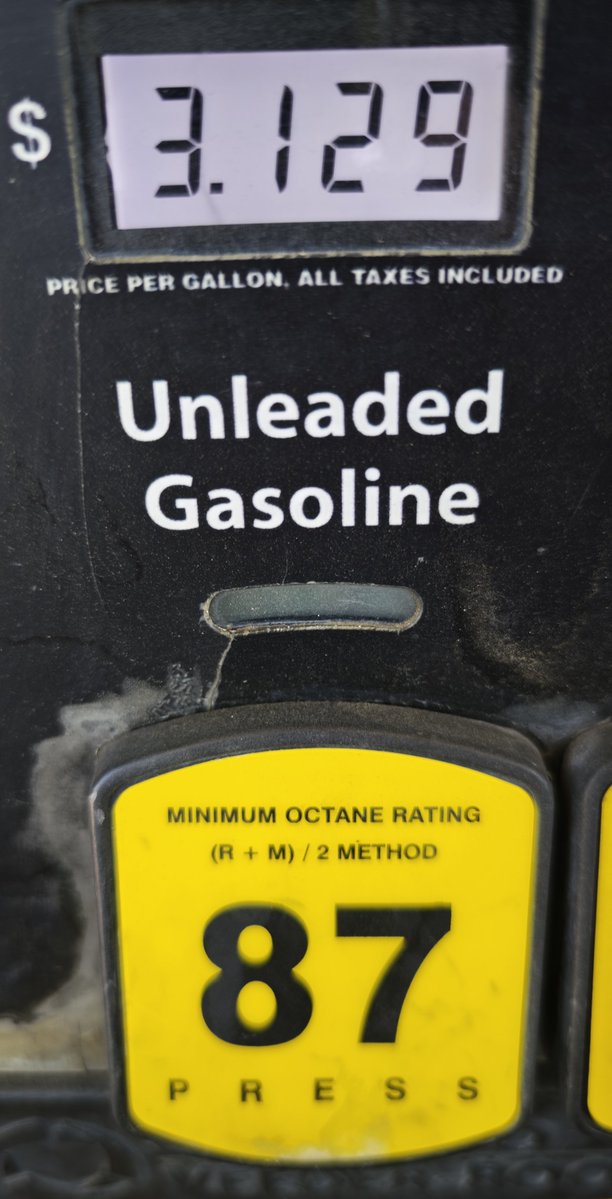 $ 3.129
PRICE PER GALLON, ALL TAXES INCLUDED
Unleaded
Gasoline
MINIMUM OCTANE RATING
(R + M) / 2 METHOD
87
PRESS